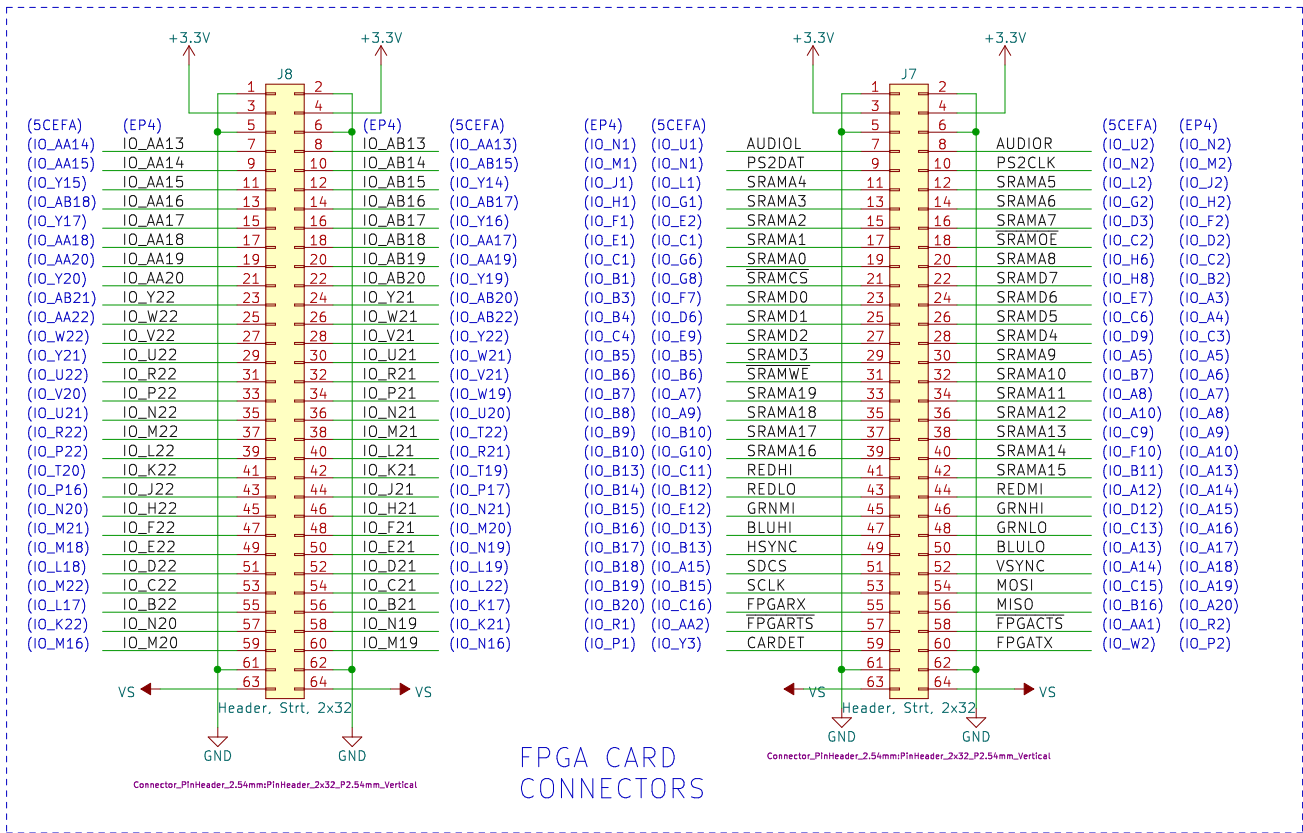 +3.3V +3.3V +3.3V +3.3V
J8 J7
1 2 1 2
3 4 3 4
(5CEFA) (EP4) 5 6 (EP4) (5CEFA) (EP4) (5CEFA) 5 6 (5CEFA) (EP4)
(IO_AA14) IO_AA13 7 8 IO_AB13 (IO_AA13) (IO_N1) (IO_U1) AUDIOL 7 8 AUDIOR (IO_U2) (IO_N2)
(IO_AA15) IO_AA14 9 10 IO_AB14 (IO_AB15) (IO_M1) (IO_N1) PS2DAT 9 10 PS2CLK (IO_N2) (IO_M2)
(IO_Y15) IO_AA15 11 12 IO_AB15 (IO_Y14) (IO_J1) (IO_L1) SRAMA4 11 12 SRAMA5 (IO_L2) (IO_J2)
(IO_AB18) IO_AA16 13 14 IO_AB16 (IO_AB17) (IO_H1) (IO_G1) SRAMA3 13 14 SRAMA6 (IO_G2) (IO_H2)
(IO_Y17) IO_AA17 15 16 IO_AB17 (IO_Y16) (IO_F1) (IO_E2) SRAMA2 15 16 SRAMA7 (IO_D3) (IO_F2)
(IO_AA18) IO_AA18 17 18 IO_AB18 (IO_AA17) (IO_E1) (IO_C1) SRAMA1 17 18 SRAMOE (IO_C2) (IO_D2)
(IO_AA20) IO_AA19 19 20 IO_AB19 (IO_AA19) (IO_C1) (IO_G6) SRAMA0 19 20 SRAMA8 (IO_H6) (IO_C2)
(IO_Y20) IO_AA20 21 22 IO_AB20 (IO_Y19) (IO_B1) (IO_G8) SRAMCS 21 22 SRAMD7 (IO_H8) (IO_B2)
(IO_AB21) IO_Y22 23 24 IO_Y21 (IO_AB20) (IO_B3) (IO_F7) SRAMD0 23 24 SRAMD6 (IO_E7) (IO_A3)
(IO_AA22) IO_W22 25 26 IO_W21 (IO_AB22) (IO_B4) (IO_D6) SRAMD1 25 26 SRAMD5 (IO_C6) (IO_A4)
(IO_W22) IO_V22 27 28 IO_V21 (IO_Y22) (IO_C4) (IO_E9) SRAMD2 27 28 SRAMD4 (IO_D9) (IO_C3)
(IO_Y21) IO_U22 29 30 IO_U21 (IO_W21) (IO_B5) (IO_B5) SRAMD3 29 30 SRAMA9 (IO_A5) (IO_A5)
(IO_U22) IO_R22 31 32 IO_R21 (IO_V21) (IO_B6) (IO_B6) SRAMWE 31 32 SRAMA10 (IO_B7) (IO_A6)
(IO_V20) IO_P22 33 34 IO_P21 (IO_W19) (IO_B7) (IO_A7) SRAMA19 33 34 SRAMA11 (IO_A8) (IO_A7)
(IO_U21) IO_N22 35 36 IO_N21 (IO_U20) (IO_B8) (IO_A9) SRAMA18 35 36 SRAMA12 (IO_A10) (IO_A8)
(IO_R22) IO_M22 37 38 IO_M21 (IO_T22) (IO_B9) (IO_B10) SRAMA17 37 38 SRAMA13 (IO_C9) (IO_A9)
(IO_P22) IO_L22 39 40 IO_L21 (IO_R21) (IO_B10) (IO_G10) SRAMA16 39 40 SRAMA14 (IO_F10) (IO_A10)
(IO_T20) IO_K22 41 42 IO_K21 (IO_T19) (IO_B13) (IO_C11) REDHI 41 42 SRAMA15 (IO_B11) (IO_A13)
(IO_P16) IO_J22 43 44 IO_J21 (IO_P17) (IO_B14) (IO_B12) REDLO 43 44 REDMI (IO_A12) (IO_A14)
(IO_N20) IO_H22 45 46 IO_H21 (IO_N21) (IO_B15) (IO_E12) GRNMI 45 46 GRNHI (IO_D12) (IO_A15)
(IO_M21) IO_F22 47 48 IO_F21 (IO_M20) (IO_B16) (IO_D13) BLUHI 47 48 GRNLO (IO_C13) (IO_A16)
(IO_M18) IO_E22 49 50 IO_E21 (IO_N19) (IO_B17) (IO_B13) HSYNC 49 50 BLULO (IO_A13) (IO_A17)
(IO_L18) IO_D22 51 52 IO_D21 (IO_L19) (IO_B18) (IO_A15) SDCS 51 52 VSYNC (IO_A14) (IO_A18)
(IO_M22) IO_C22 53 54 IO_C21 (IO_L22) (IO_B19) (IO_B15) SCLK 53 54 MOSI (IO_C15) (IO_A19)
(IO_L17) IO_B22 55 56 IO_B21 (IO_K17) (IO_B20) (IO_C16) FPGARX 55 56 MISO (IO_B16) (IO_A20)
(IO_K22) IO_N20 57 58 IO_N19 (IO_K21) (IO_R1) (IO_AA2) FPGARTS 57 58 FPGACTS (IO_AA1) (IO_R2)
(IO_M16) IO_M20 59 60 IO_M19 (IO_N16) (IO_P1) (IO_Y3) CARDET 59 60 FPGATX (IO_W2) (IO_P2)
61 62 61 62
VS 63 64 VS VS 63 64 VS
Header, Strt, 2x32 Header, Strt, 2x32
GND GND GND GND
Connector_PinHeader_2.54mm:PinHeader_2x32_P2.54mm_Vertical
Connector_PinHeader_2.54mm:PinHeader_2x32_P2.54mm_Vertical
FPGA CARD
CONNECTORS